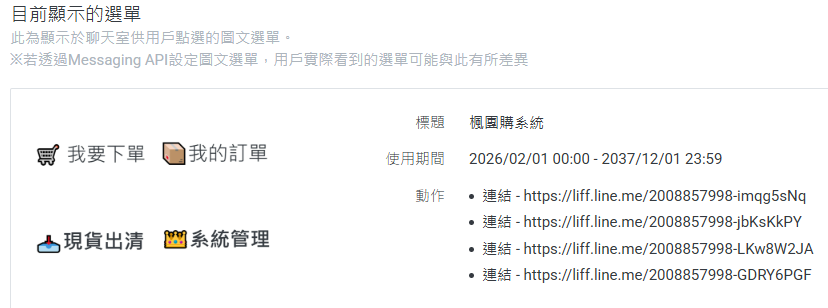 目前顯示的選單
此為顯示於聊天室供用戶點選的圖文選單。
※若透過Messaging API設定圖文選單，用戶實際看到的選單可能與此有所差異
標題 楓團購系統
我要下單 我的訂單
使用期間 2026/02/01 00:00 - 2037/12/01 23:59
動作
連結 - https://liff.line.me/2008857998-imqg5sNq
連結 - https://liff.line.me/2008857998-jbKsKkPY
現貨出清 系統管理
連結 - https://liff.line.me/2008857998-LKw8W2JA
連結 - https://liff.line.me/2008857998-GDRY6PGF